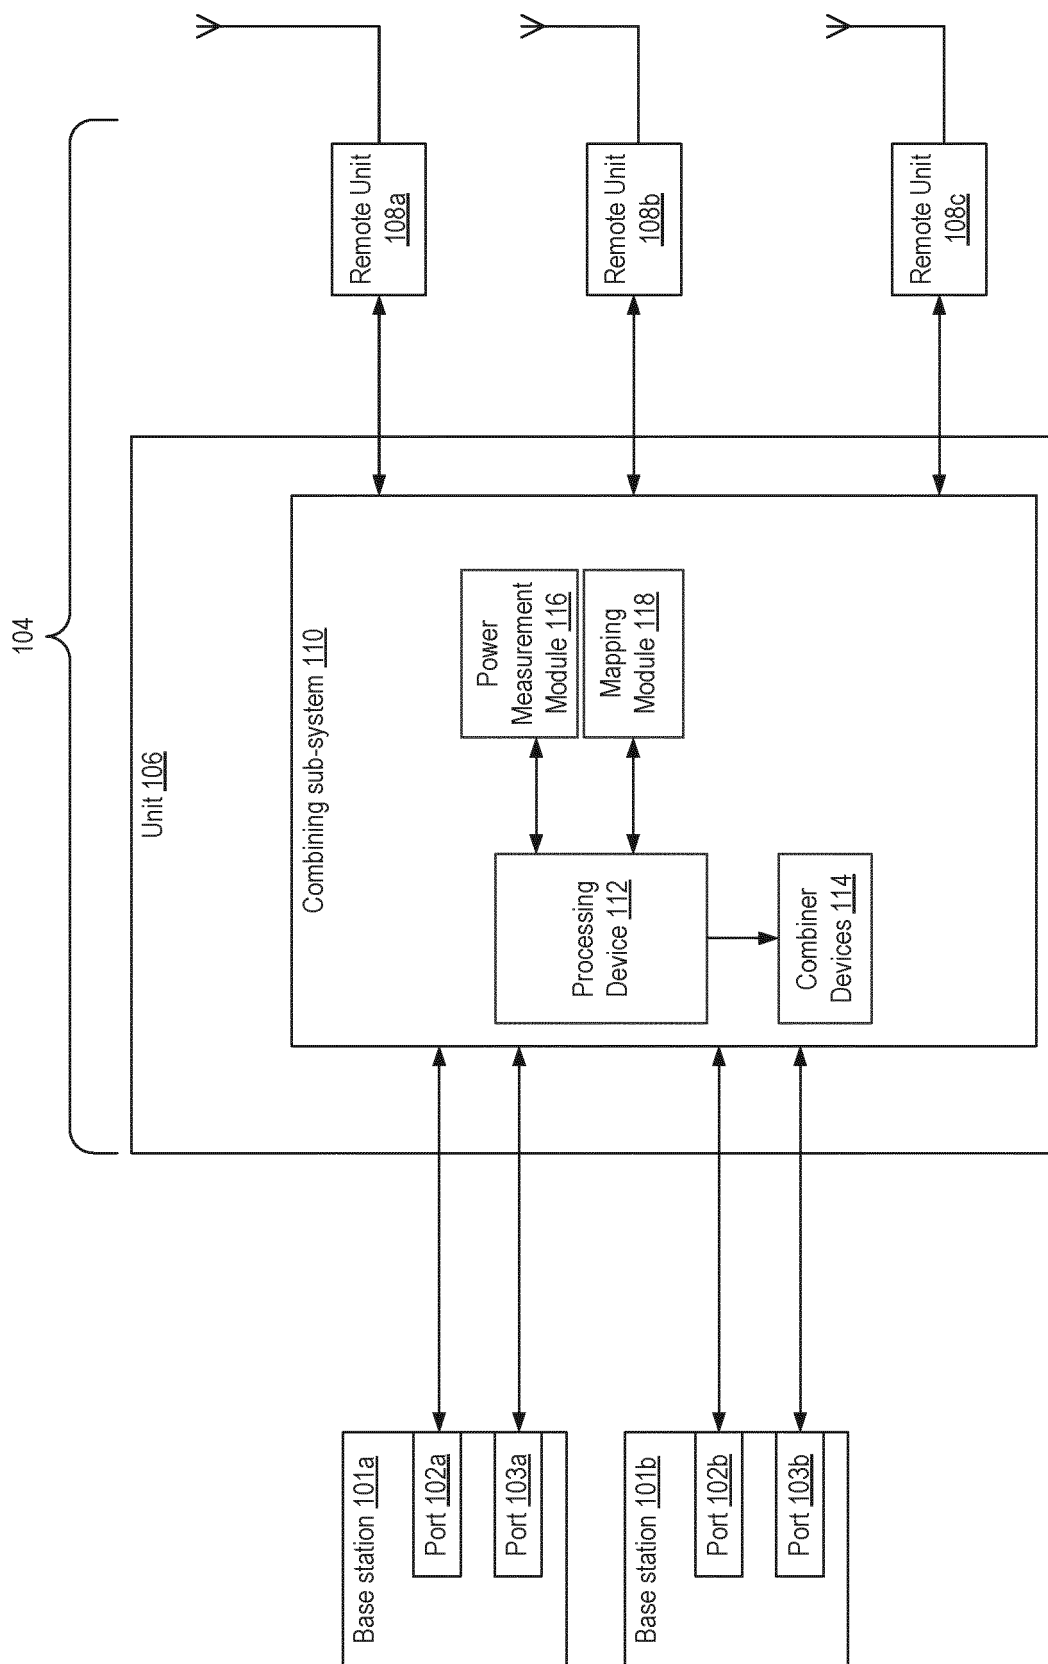 104
Unit 106
Combining sub-system 110
Base station 101a
Port 102a
Port 103a
Base station 101b
Port 102b
Port 103b
Processing
Device 112
Combiner
Devices 114
Power
Measurement
Module 116
Mapping
Module 118
Remote Unit
108a
Remote Unit
108b
Remote Unit
108c